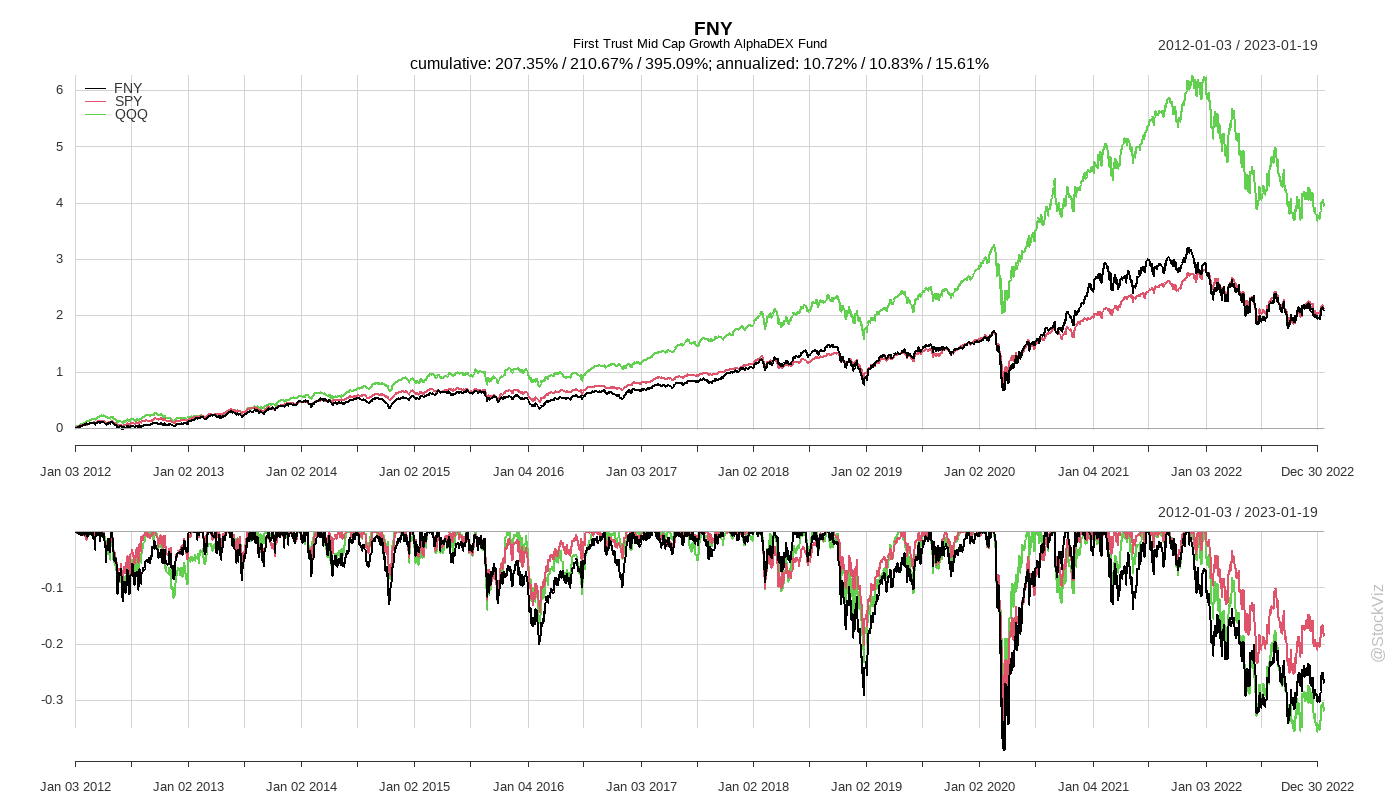 FNY
First Trust Mid Cap Growth AlphaDEX Fund
2012-01-03 / 2023-01-19
cumulative: 207.35% / 210.67% / 395.09%; annualized: 10.72% / 10.83% / 15.61%
FNY
SPY
QQQ
6
5
4
3
2
1
0
Jan 03 2012 Jan 02 2013 Jan 02 2014 Jan 02 2015 Jan 04 2016 Jan 03 2017 Jan 02 2018 Jan 02 2019 Jan 02 2020 Jan 04 2021 Jan 03 2022 Dec 30 2022
2012-01-03 / 2023-01-19
-0.1
-0.2
-0.3
Jan 03 2012 Jan 02 2013 Jan 02 2014 Jan 02 2015 Jan 04 2016 Jan 03 2017 Jan 02 2018 Jan 02 2019 Jan 02 2020 Jan 04 2021 Jan 03 2022 Dec 30 2022
@StockViz